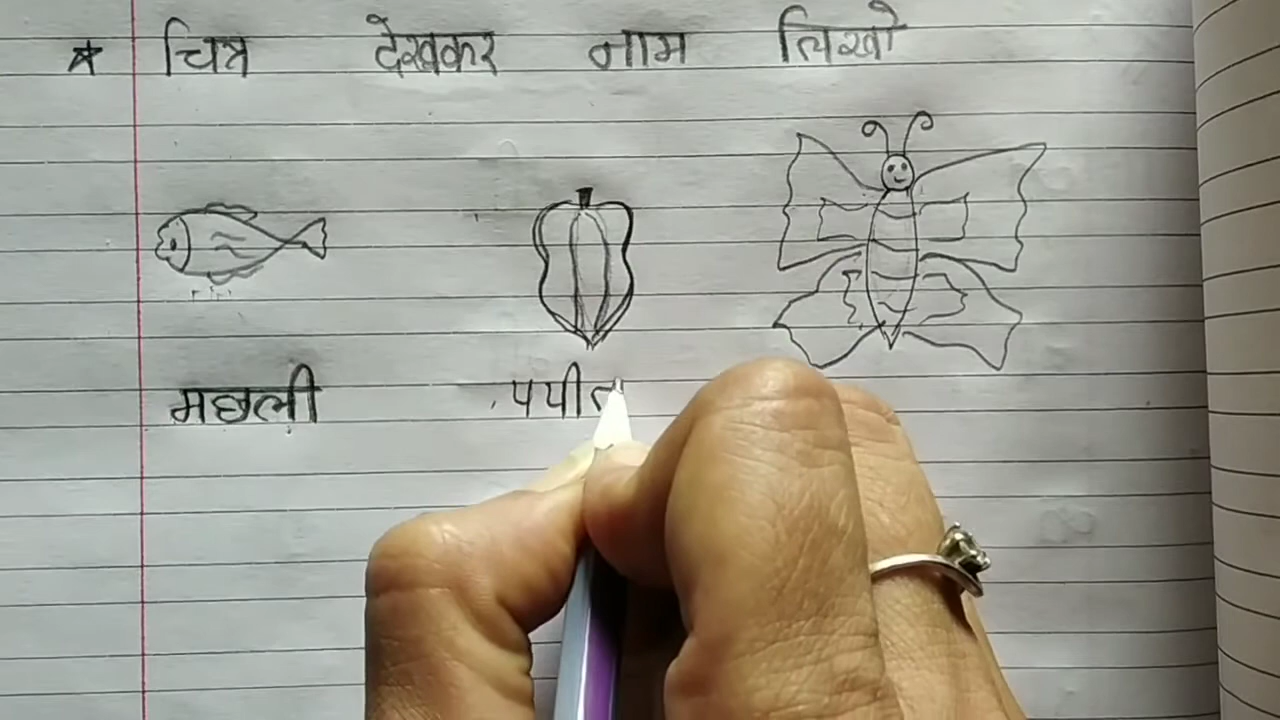 ★ चित्र देखकर नाम लिखो
मछली पपीत